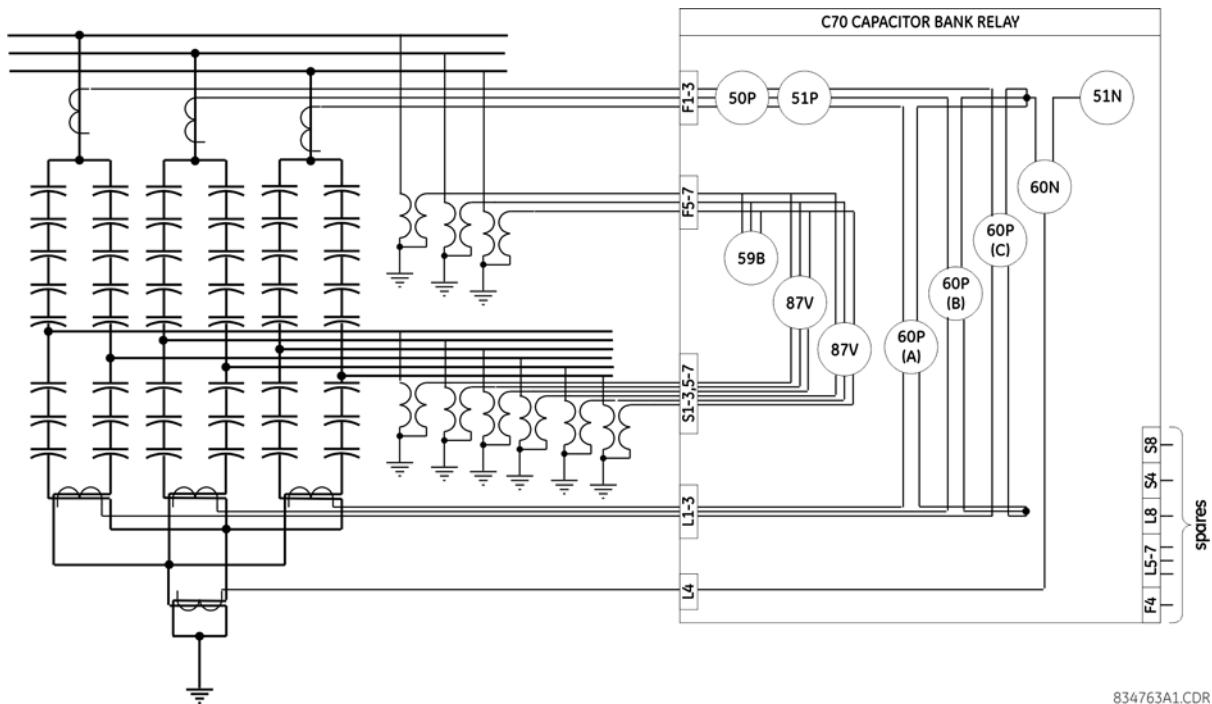 C70 CAPACITOR BANK RELAY
F1-3
50P
51P
51N
60N
F5-7
59B
60P
(C)
87V
60P
(B)
87V
60P
(A)
S1-3,5-7
L1-3
L4
S8
S4
L8
L5-7
F4
spares
834763A1.CDR